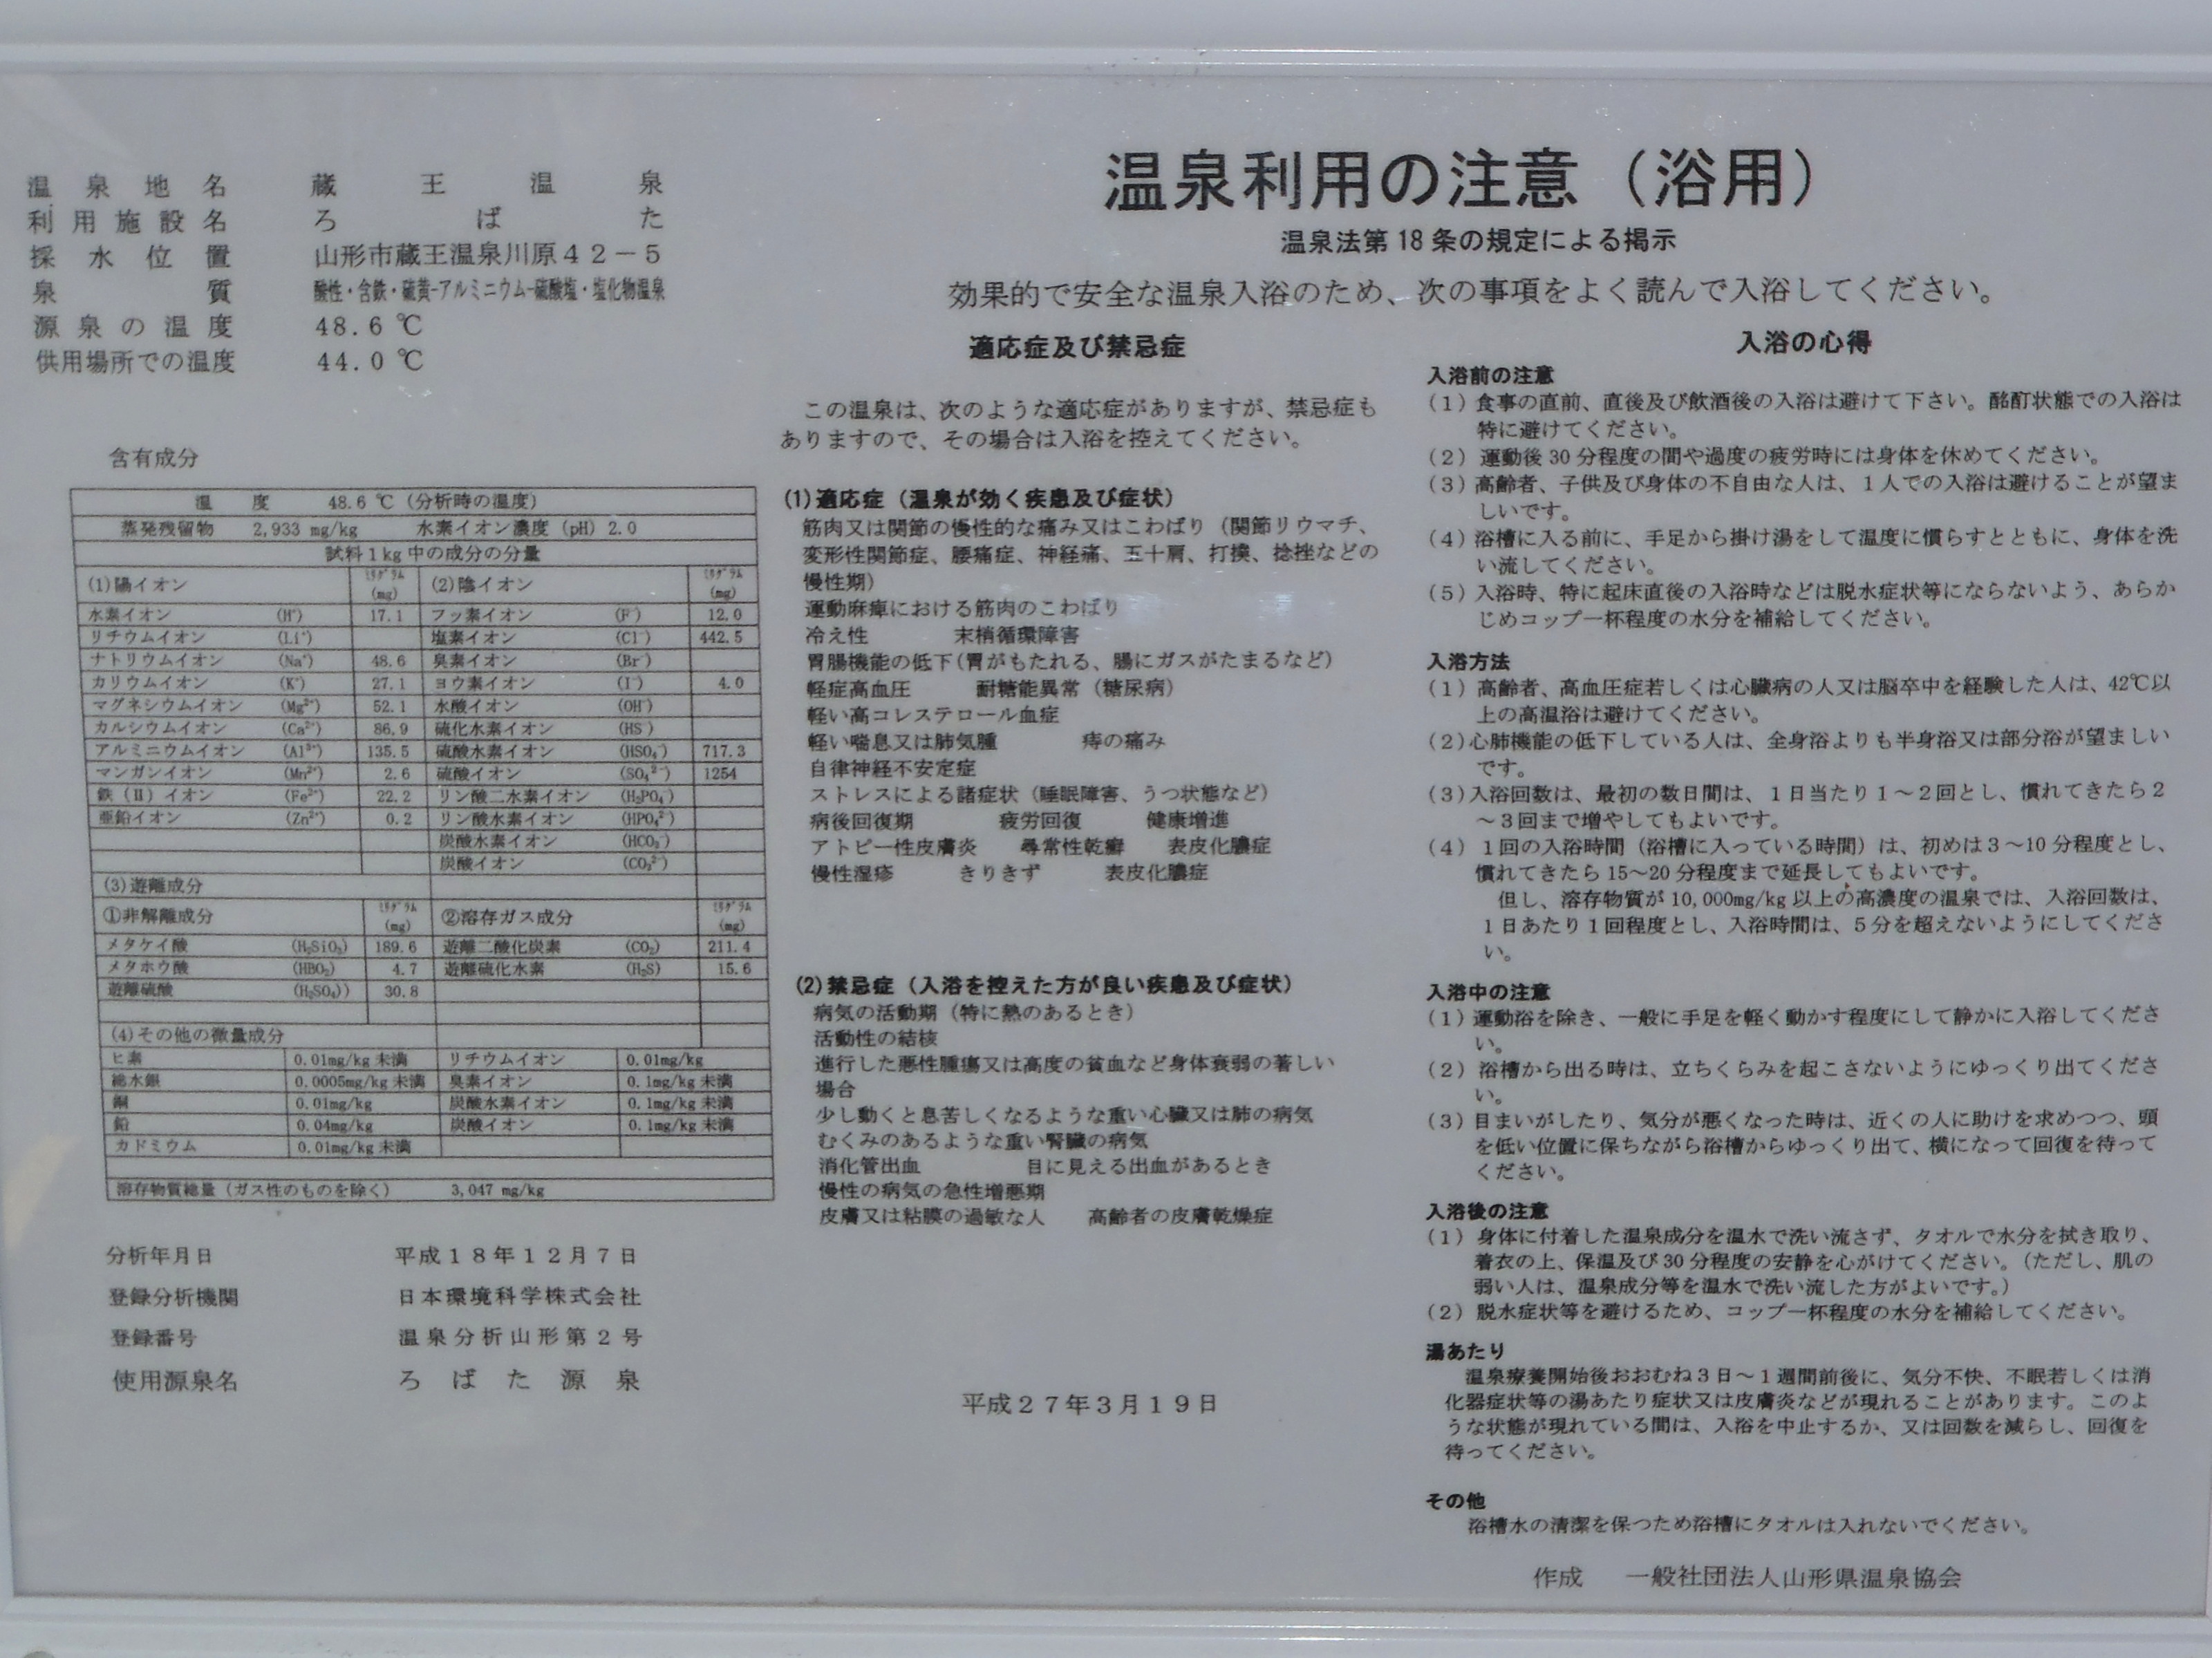 温泉利用の注意（浴用）
温泉法第18条の規定による掲示
効果的で安全な温泉入浴のため、次の事項をよく読んで入浴してください。
温泉地名 蔵王温泉
利用施設名 ろばた
採水位置 山形市蔵王温泉川原４２－５
泉質 酸性・含鉄・硫黄-アルミニウム-硫酸塩・塩化物温泉
源泉の温度 48.6℃
供用場所での温度 44.0℃
含有成分
温度 48.6℃（分析時の温度）
蒸発残留物 2,933 mg/kg 水素イオン濃度（pH）2.0
試料１kg中の成分の分量
(1)陽イオン ﾐﾘｸﾞﾗﾑ (mg) (2)陰イオン ﾐﾘｸﾞﾗﾑ (mg)
水素イオン (H⁺) 17.1 フッ素イオン (F⁻) 12.0
リチウムイオン (Li⁺) 塩素イオン (Cl⁻) 442.5
ナトリウムイオン (Na⁺) 48.6 臭素イオン (Br⁻)
カリウムイオン (K⁺) 27.1 ヨウ素イオン (I⁻) 4.0
マグネシウムイオン (Mg²⁺) 52.1 水酸イオン (OH⁻)
カルシウムイオン (Ca²⁺) 86.9 硫化水素イオン (HS⁻)
アルミニウムイオン (Al³⁺) 135.5 硫酸水素イオン (HSO₄⁻) 717.3
マンガンイオン (Mn²⁺) 2.6 硫酸イオン (SO₄²⁻) 1254
鉄（Ⅱ）イオン (Fe²⁺) 22.2 リン酸二水素イオン (H₂PO₄⁻)
亜鉛イオン (Zn²⁺) 0.2 リン酸水素イオン (HPO₄²⁻)
炭酸水素イオン (HCO₃⁻)
炭酸イオン (CO₃²⁻)
(3)遊離成分
①非解離成分 ﾐﾘｸﾞﾗﾑ (mg) ②溶存ガス成分 ﾐﾘｸﾞﾗﾑ (mg)
メタケイ酸 (H₂SiO₃) 189.6 遊離二酸化炭素 (CO₂) 211.4
メタホウ酸 (HBO₂) 4.7 遊離硫化水素 (H₂S) 15.6
遊離硫酸 (H₂SO₄)) 30.8
(4)その他の微量成分
ヒ素 0.01mg/kg未満 リチウムイオン 0.01mg/kg
総水銀 0.0005mg/kg未満 臭素イオン 0.1mg/kg未満
銅 0.01mg/kg 炭酸水素イオン 0.1mg/kg未満
鉛 0.04mg/kg 炭酸イオン 0.1mg/kg未満
カドミウム 0.01mg/kg未満
溶存物質総量（ガス性のものを除く） 3,047 mg/kg
分析年月日 平成１８年１２月７日
登録分析機関 日本環境科学株式会社
登録番号 温泉分析山形第２号
使用源泉名 ろばた源泉
適応症及び禁忌症
この温泉は、次のような適応症がありますが、禁忌症も
ありますので、その場合は入浴を控えてください。
(1)適応症（温泉が効く疾患及び症状）
筋肉又は関節の慢性的な痛み又はこわばり（関節リウマチ、
変形性関節症、腰痛症、神経痛、五十肩、打撲、捻挫などの
慢性期）
運動麻痺における筋肉のこわばり
冷え性 末梢循環障害
胃腸機能の低下（胃がもたれる、腸にガスがたまるなど）
軽症高血圧 耐糖能異常（糖尿病）
軽い高コレステロール血症
軽い喘息又は肺気腫 痔の痛み
自律神経不安定症
ストレスによる諸症状（睡眠障害、うつ状態など）
病後回復期 疲労回復 健康増進
アトピー性皮膚炎 尋常性乾癬 表皮化膿症
慢性湿疹 きりきず 表皮化膿症
(2)禁忌症（入浴を控えた方が良い疾患及び症状）
病気の活動期（特に熱のあるとき）
活動性の結核
進行した悪性腫瘍又は高度の貧血など身体衰弱の著しい
場合
少し動くと息苦しくなるような重い心臓又は肺の病気
むくみのあるような重い腎臓の病気
消化管出血 目に見える出血があるとき
慢性の病気の急性増悪期
皮膚又は粘膜の過敏な人 高齢者の皮膚乾燥症
平成２７年３月１９日
入浴の心得
入浴前の注意
（1）食事の直前、直後及び飲酒後の入浴は避けて下さい。酩酊状態での入浴は
特に避けてください。
（2）運動後30分程度の間や過度の疲労時には身体を休めてください。
（3）高齢者、子供及び身体の不自由な人は、１人での入浴は避けることが望ま
しいです。
（4）浴槽に入る前に、手足から掛け湯をして温度に慣らすとともに、身体を洗
い流してください。
（5）入浴時、特に起床直後の入浴時などは脱水症状等にならないよう、あらか
じめコップ一杯程度の水分を補給してください。
入浴方法
（1）高齢者、高血圧症若しくは心臓病の人又は脳卒中を経験した人は、42℃以
上の高温浴は避けてください。
（2）心肺機能の低下している人は、全身浴よりも半身浴又は部分浴が望ましい
です。
（3）入浴回数は、最初の数日間は、１日当たり１～２回とし、慣れてきたら２
～３回まで増やしてもよいです。
（4）１回の入浴時間（浴槽に入っている時間）は、初めは３～10分程度とし、
慣れてきたら15～20分程度まで延長してもよいです。
但し、溶存物質が10,000mg/kg以上の高濃度の温泉では、入浴回数は、
１日あたり１回程度とし、入浴時間は、５分を超えないようにしてくださ
い。
入浴中の注意
（1）運動浴を除き、一般に手足を軽く動かす程度にして静かに入浴してくださ
い。
（2）浴槽から出る時は、立ちくらみを起こさないようにゆっくり出てくださ
い。
（3）目まいがしたり、気分が悪くなった時は、近くの人に助けを求めつつ、頭
を低い位置に保ちながら浴槽からゆっくり出て、横になって回復を待って
ください。
入浴後の注意
（1）身体に付着した温泉成分を温水で洗い流さず、タオルで水分を拭き取り、
着衣の上、保温及び30分程度の安静を心がけてください。（ただし、肌の
弱い人は、温泉成分等を温水で洗い流した方がよいです。）
（2）脱水症状等を避けるため、コップ一杯程度の水分を補給してください。
湯あたり
温泉療養開始後おおむね３日～１週間前後に、気分不快、不眠若しくは消
化器症状等の湯あたり症状又は皮膚炎などが現れることがあります。このよ
うな状態が現れている間は、入浴を中止するか、又は回数を減らし、回復を
待ってください。
その他
浴槽水の清潔を保つため浴槽にタオルは入れないでください。
作成 一般社団法人山形県温泉協会